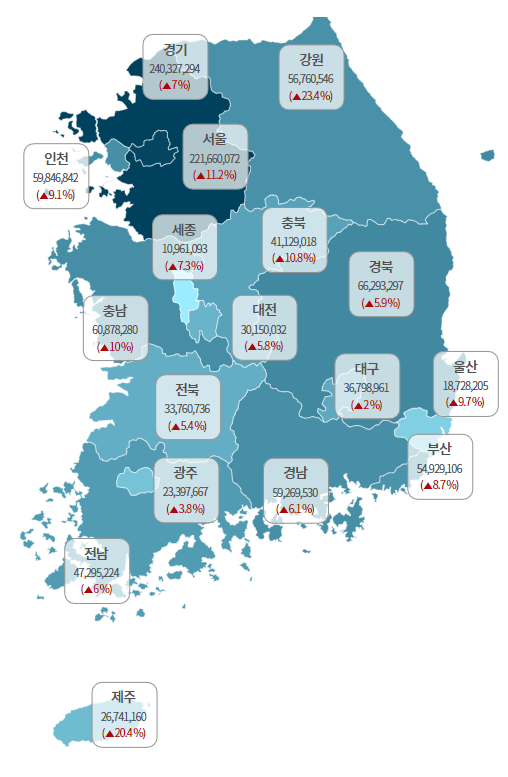 경기
240,327,294
(▲7%)
강원
56,760,546
(▲23.4%)
서울
221,660,072
(▲11.2%)
인천
59,846,842
(▲9.1%)
세종
10,961,093
(▲7.3%)
충북
41,129,018
(▲10.8%)
경북
66,293,297
(▲5.9%)
충남
60,878,280
(▲10%)
대전
30,150,032
(▲5.8%)
대구
36,798,961
(▲2%)
울산
18,728,205
(▲9.7%)
전북
33,760,736
(▲5.4%)
부산
54,929,106
(▲8.7%)
광주
23,397,667
(▲3.8%)
경남
59,269,530
(▲6.1%)
전남
47,295,224
(▲6%)
제주
26,741,160
(▲20.4%)